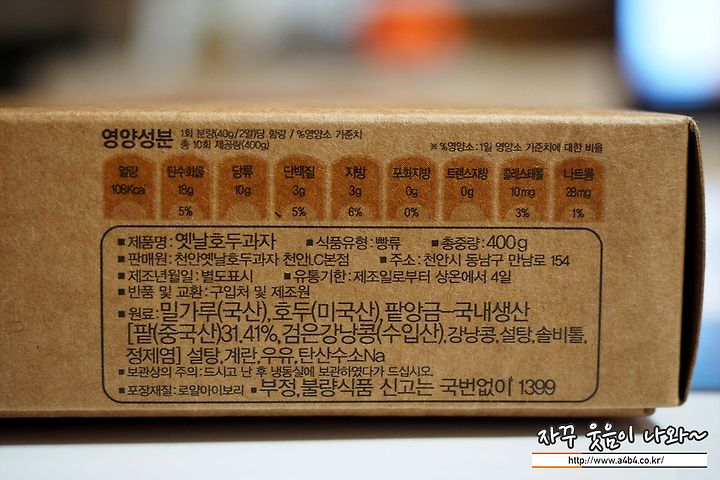 영양성분 1회 분량(40g/2알)당 함량 / %영양소 기준치
총 10회 제공량(400g)
※ %영양소 : 1일 영양소 기준치에 대한 비율
열량 탄수화물 당류 단백질 지방 포화지방 트랜스지방 콜레스테롤 나트륨
108Kcal 18g 10g 3g 3g 0g 0g 10mg 28mg
5% 5% 6% 0% 3% 1%
■ 제품명 : 옛날호두과자 ■ 식품유형 : 빵류 ■ 총중량 : 400g
■ 판매원 : 천안옛날호두과자 천안I.C본점 ■ 주소 : 천안시 동남구 만남로 154
■ 제조년월일 : 별도표시 ■ 유통기한 : 제조일로부터 상온에서 4일
■ 반품 및 교환 : 구입처 및 제조원
■ 원료 : 밀가루(국산), 호두(미국산), 팥앙금-국내생산
[팥(중국산)31.41%, 검은강낭콩(수입산), 강낭콩, 설탕, 솔비톨,
정제염] 설탕, 계란, 우유, 탄산수소Na
■ 보관상의 주의 : 드시고 난 후 냉동실에 보관하였다가 드십시오.
■ 포장재질 : 로얄아이보리 ■ 부정,불량식품 신고는 국번없이 1399
자꾸 웃음이 나와~
http://www.a4b4.co.kr/